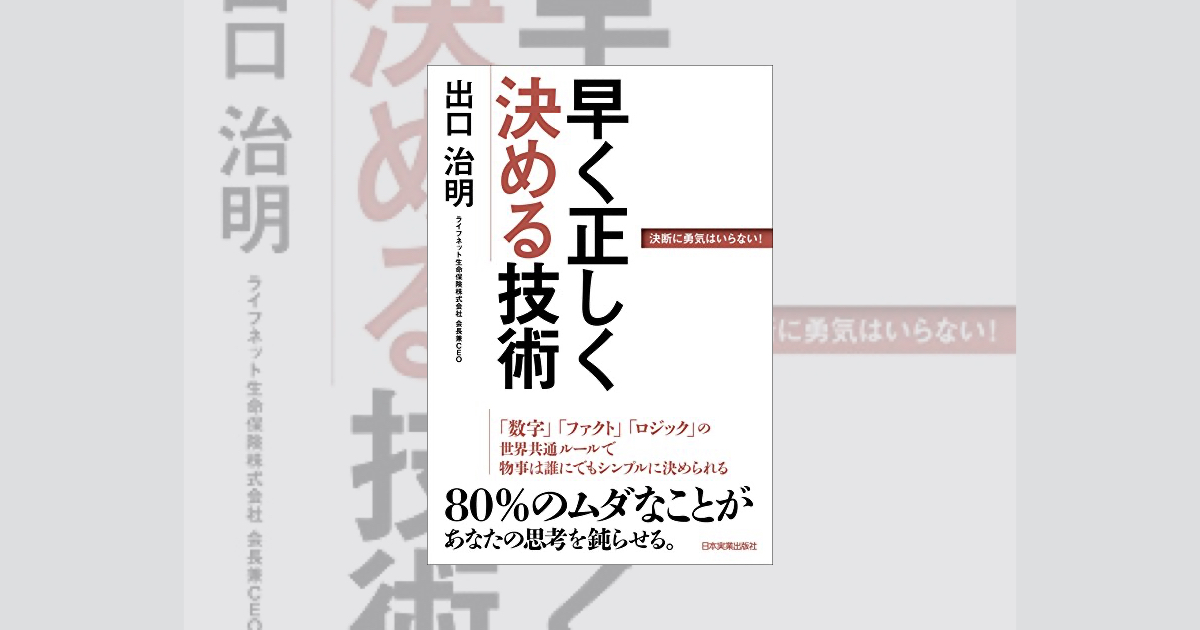 早く正しく
決める技術
出口 治明
ライフネット生命保険株式会社 会長兼CEO
決断に勇気はいらない!
「数字」「ファクト」「ロジック」の
世界共通ルールで
物事は誰にでもシンプルに決められる
80%のムダなことが
あなたの思考を鈍らせる。
日本実業出版社